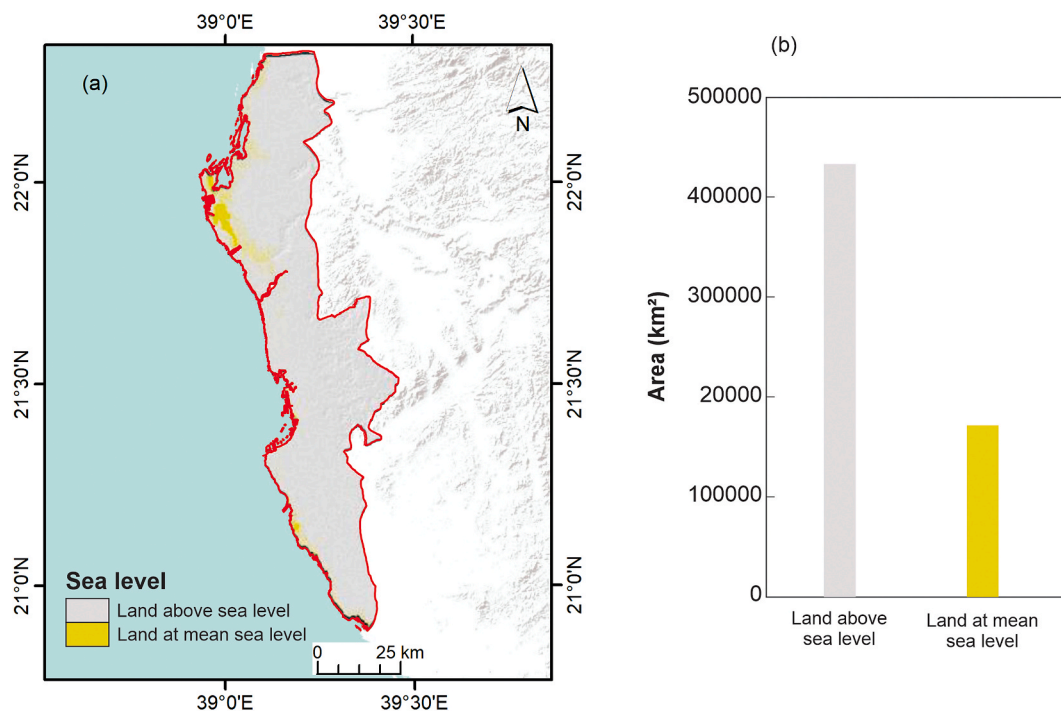 39°0'E
39°30'E
(a)
N
22°0'N
21°30'N
21°0'N
22°0'N
21°30'N
21°0'N
Sea level
Land above sea level
Land at mean sea level
0 25 km
39°0'E
39°30'E
(b)
Area (km²)
500000
400000
300000
20000
100000
0
Land above
sea level
Land at mean
sea level